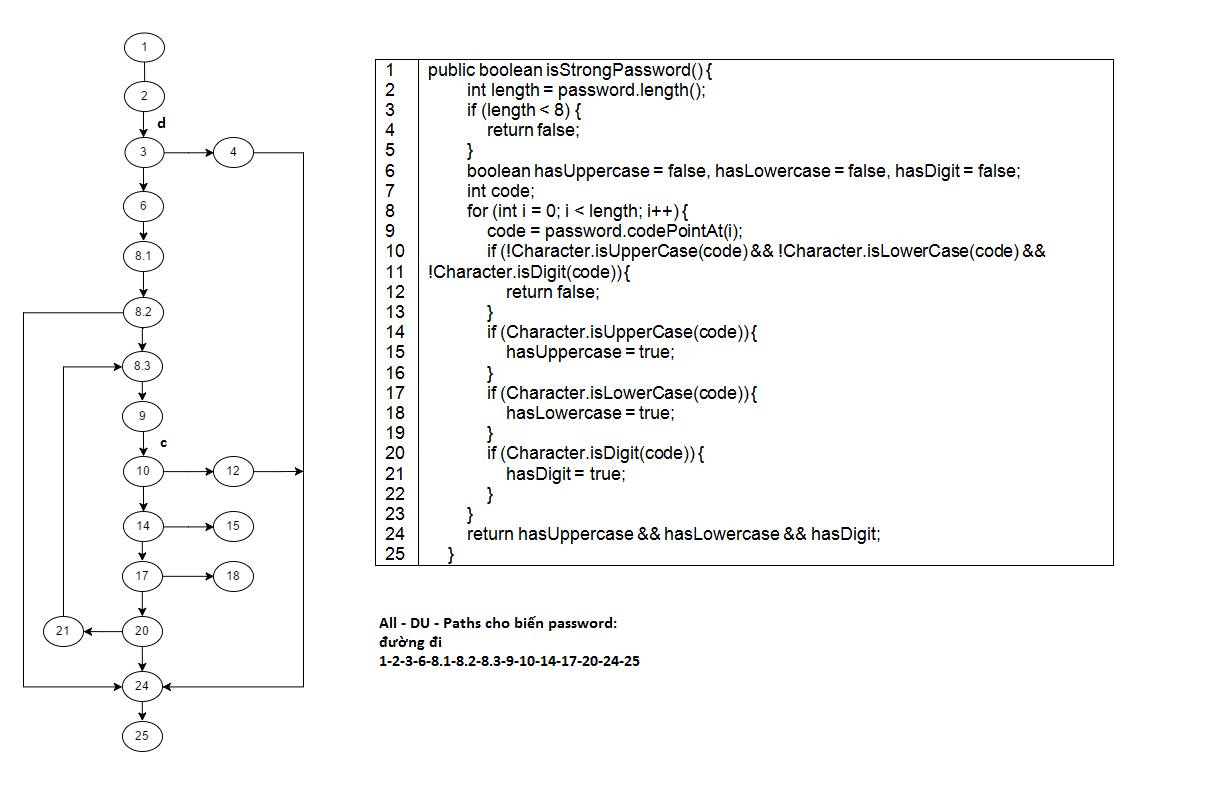 1
2
d
3
4
6
8.1
8.2
8.3
9
c
10
12
14
15
17
18
21
20
24
25
1 public boolean isStrongPassword(){
2 int length = password.length();
3 if (length < 8) {
4 return false;
5 }
6 boolean hasUppercase = false, hasLowercase = false, hasDigit = false;
7 int code;
8 for (int i = 0; i < length; i++){
9 code = password.codePointAt(i);
10 if (!Character.isUpperCase(code) && !Character.isLowerCase(code) &&
11 !Character.isDigit(code)){
12 return false;
13 }
14 if (Character.isUpperCase(code)){
15 hasUppercase = true;
16 }
17 if (Character.isLowerCase(code)){
18 hasLowercase = true;
19 }
20 if (Character.isDigit(code)){
21 hasDigit = true;
22 }
23 }
24 return hasUppercase && hasLowercase && hasDigit;
25 }
All - DU - Paths cho biến password:
đường đi
1-2-3-6-8.1-8.2-8.3-9-10-14-17-20-24-25